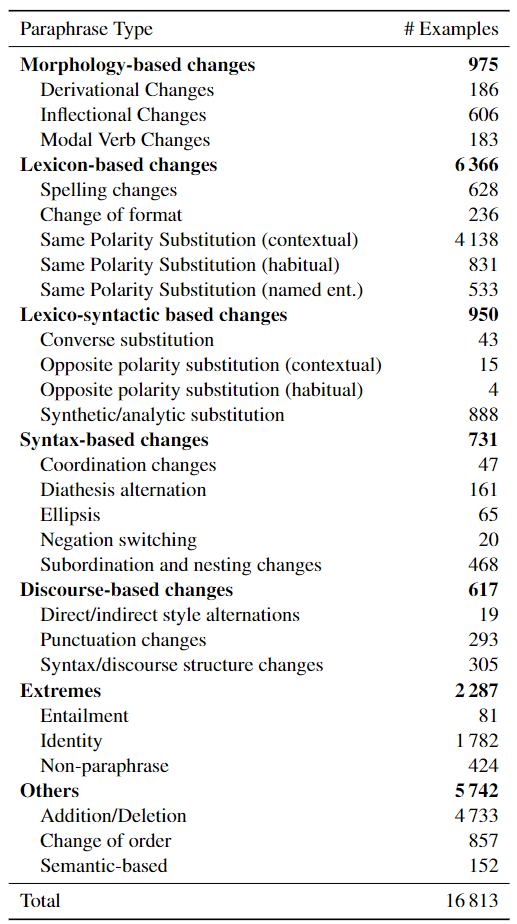 Paraphrase Type # Examples
Morphology-based changes 975
Derivational Changes 186
Inflectional Changes 606
Modal Verb Changes 183
Lexicon-based changes 6 366
Spelling changes 628
Change of format 236
Same Polarity Substitution (contextual) 4 138
Same Polarity Substitution (habitual) 831
Same Polarity Substitution (named ent.) 533
Lexico-syntactic based changes 950
Converse substitution 43
Opposite polarity substitution (contextual) 15
Opposite polarity substitution (habitual) 4
Synthetic/analytic substitution 888
Syntax-based changes 731
Coordination changes 47
Diathesis alternation 161
Ellipsis 65
Negation switching 20
Subordination and nesting changes 468
Discourse-based changes 617
Direct/indirect style alternations 19
Punctuation changes 293
Syntax/discourse structure changes 305
Extremes 2 287
Entailment 81
Identity 1 782
Non-paraphrase 424
Others 5 742
Addition/Deletion 4 733
Change of order 857
Semantic-based 152
Total 16 813